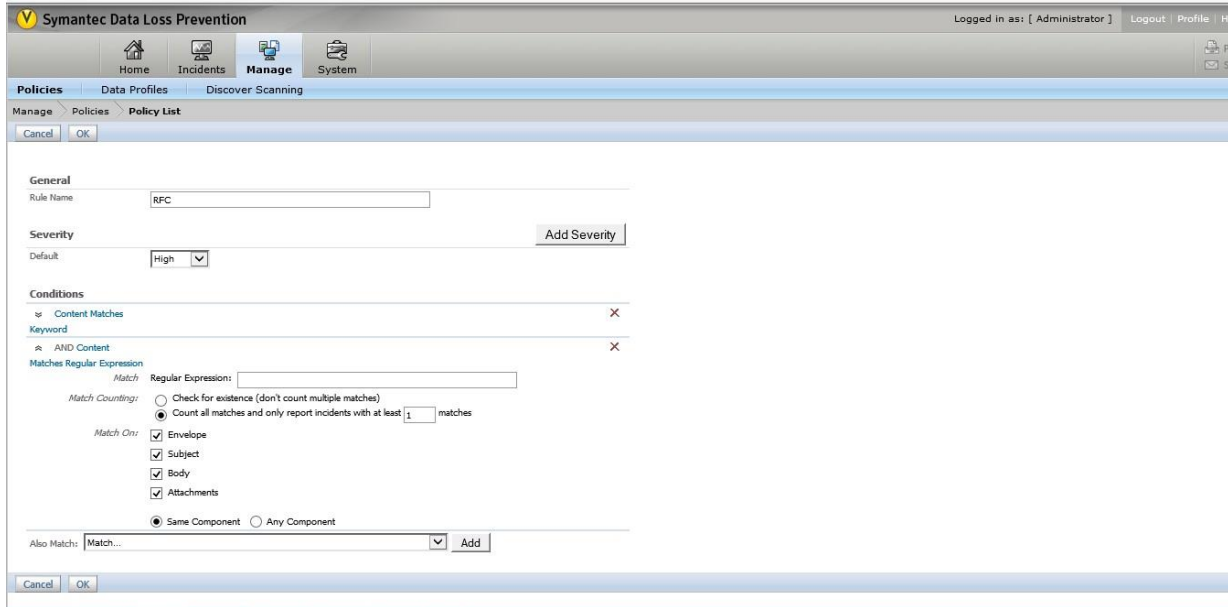 Symantec Data Loss Prevention
Logged in as: [ Administrator ] Logout | Profile |
Home Incidents Manage System
Policies Data Profiles Discover Scanning
Manage Policies Policy List
Cancel OK
General
Rule Name RFC
Severity Add Severity
Default High
Conditions
Content Matches
Keyword
AND Content
Matches Regular Expression
Match Regular Expression:
Match Counting: Check for existence (don't count multiple matches)
Count all matches and only report incidents with at least 1 matches
Match On: Envelope
Subject
Body
Attachments
Same Component Any Component
Also Match: Match... Add
Cancel OK